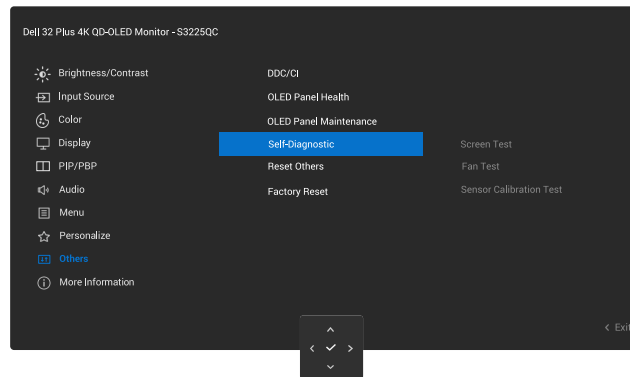 Dell 32 Plus 4K QD-OLED Monitor - S3225QC
Brightness/Contrast
DDC/CI
Input Source
OLED Panel Health
Color
OLED Panel Maintenance
Display
Self-Diagnostic
Screen Test
PIP/PBP
Reset Others
Fan Test
Audio
Factory Reset
Sensor Calibration Test
Menu
Personalize
Others
More Information
Exit